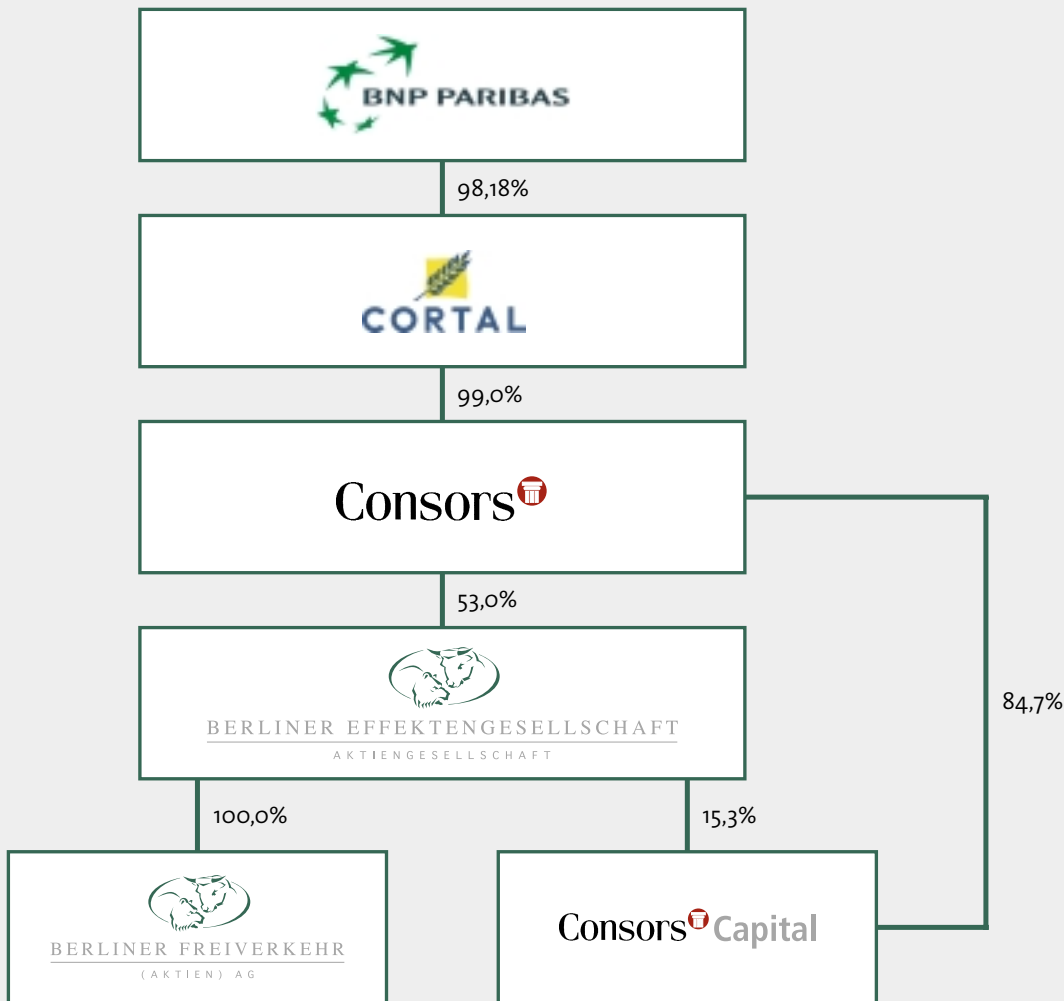 BNP PARIBAS
98,18%
CORTAL
99,0%
Consors
53,0%
BERLINER EFFEKTENGESELLSCHAFT
AKTIENGESELLSCHAFT
84,7%
100,0%
15,3%
BERLINER FREIVERKEHR
(AKTIEN) AG
Consors Capital